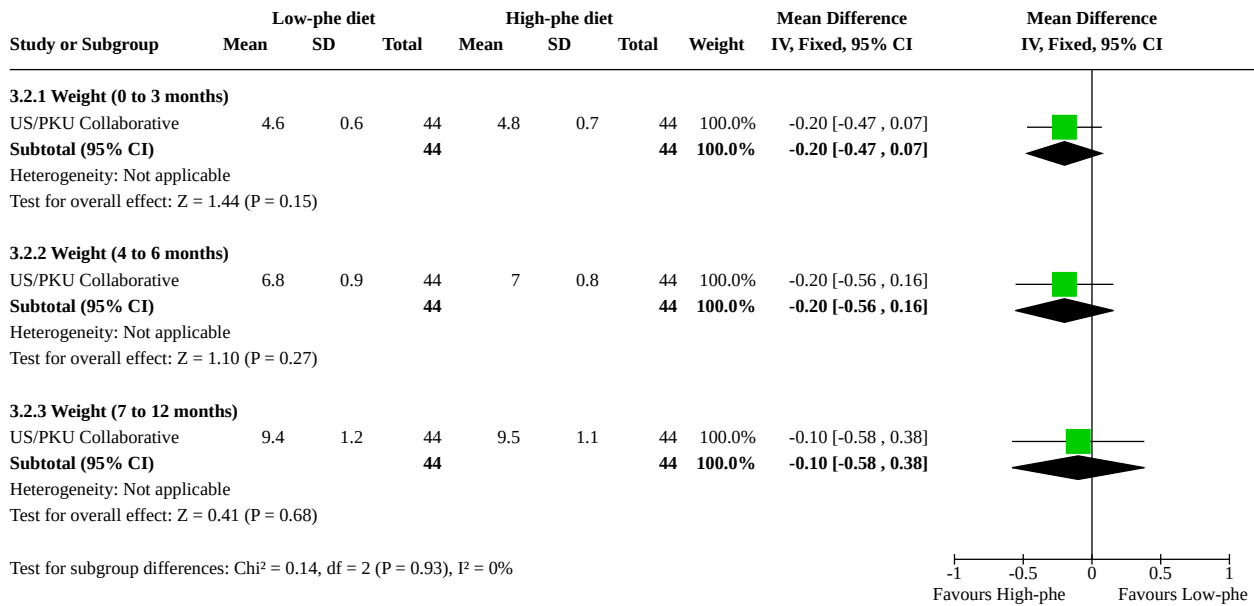 Low-phe diet High-phe diet Mean Difference Mean Difference
Study or Subgroup Mean SD Total Mean SD Total Weight IV, Fixed, 95% CI IV, Fixed, 95% CI
3.2.1 Weight (0 to 3 months)
US/PKU Collaborative 4.6 0.6 44 4.8 0.7 44 100.0% -0.20 [-0.47 , 0.07]
Subtotal (95% CI) 44 44 100.0% -0.20 [-0.47 , 0.07]
Heterogeneity: Not applicable
Test for overall effect: Z = 1.44 (P = 0.15)
3.2.2 Weight (4 to 6 months)
US/PKU Collaborative 6.8 0.9 44 7 0.8 44 100.0% -0.20 [-0.56 , 0.16]
Subtotal (95% CI) 44 44 100.0% -0.20 [-0.56 , 0.16]
Heterogeneity: Not applicable
Test for overall effect: Z = 1.10 (P = 0.27)
3.2.3 Weight (7 to 12 months)
US/PKU Collaborative 9.4 1.2 44 9.5 1.1 44 100.0% -0.10 [-0.58 , 0.38]
Subtotal (95% CI) 44 44 100.0% -0.10 [-0.58 , 0.38]
Heterogeneity: Not applicable
Test for overall effect: Z = 0.41 (P = 0.68)
Test for subgroup differences: Chi² = 0.14, df = 2 (P = 0.93), I² = 0%
-1 -0.5 0 0.5 1
Favours High-phe Favours Low-phe